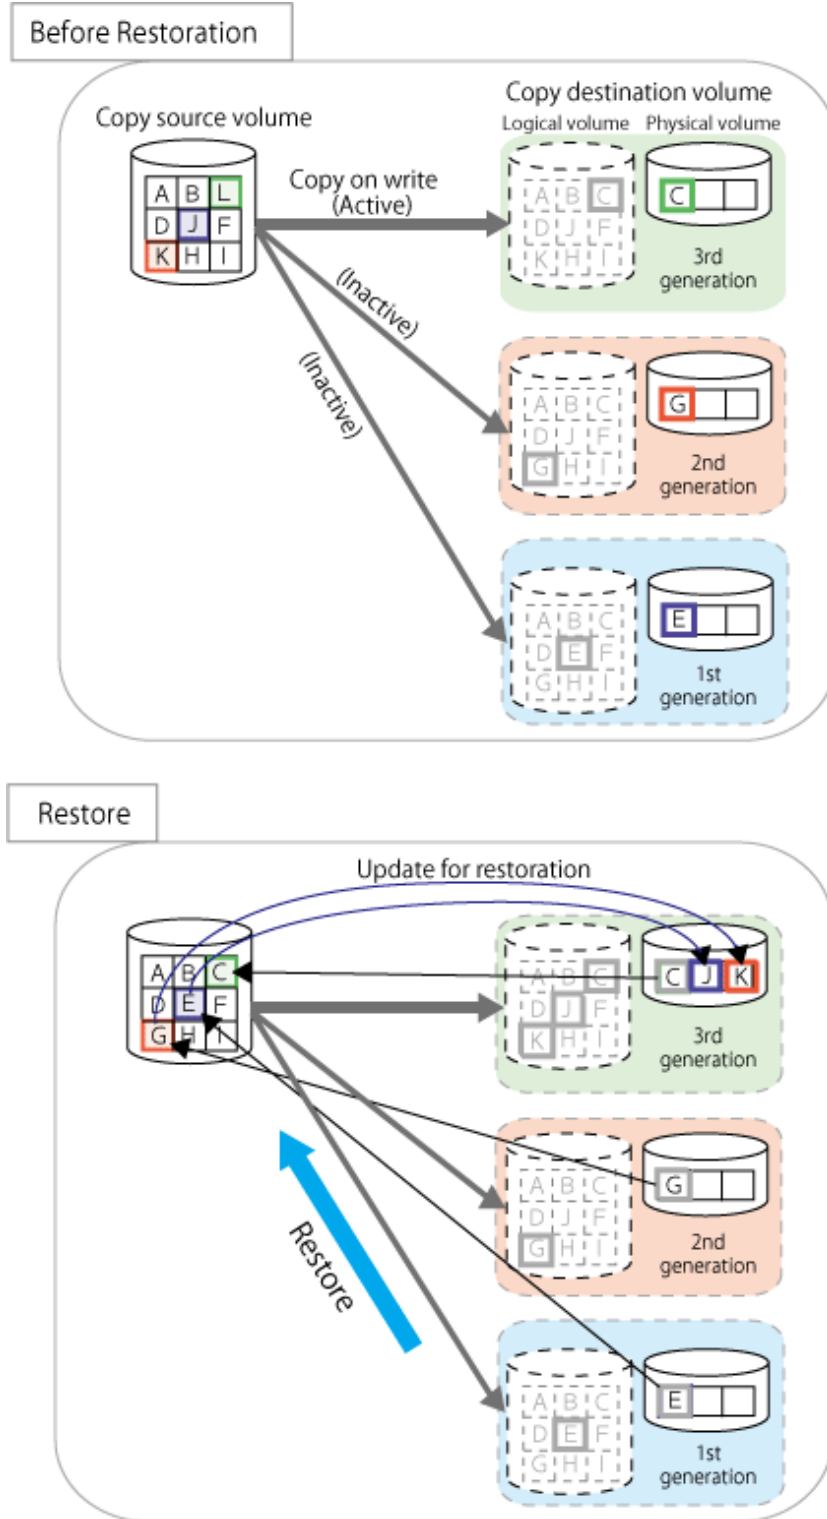 Before Restoration
Copy destination volume
Copy source volume
Logical volume Physical volume
A B L
D J F
K H I
Copy on write
(Active)
A B C
D J F
K H I
C
3rd
generation
(Inactive)
(Inactive)
A B C
D J F
G H I
G
2nd
generation
A B C
D E F
G H I
E
1st
generation
Restore
Update for restoration
A B C
D E F
G H I
A B C
D J F
K H I
C J K
3rd
generation
A B C
D J F
G H I
G
2nd
generation
Restore
A B C
D E F
G H I
E
1st
generation